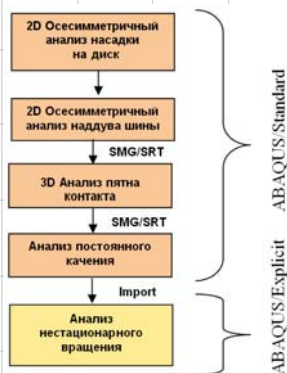 2D Осесимметричный
анализ насадки
на диск
2D Осесимметричный
анализ наддува шины
SMG/SRT
3D Анализ пятна
контакта
SMG/SRT
Анализ постоянного
качения
Import
Анализ
нестационарного
вращения
ABAQUS/Standard
ABAQUS/Explicit